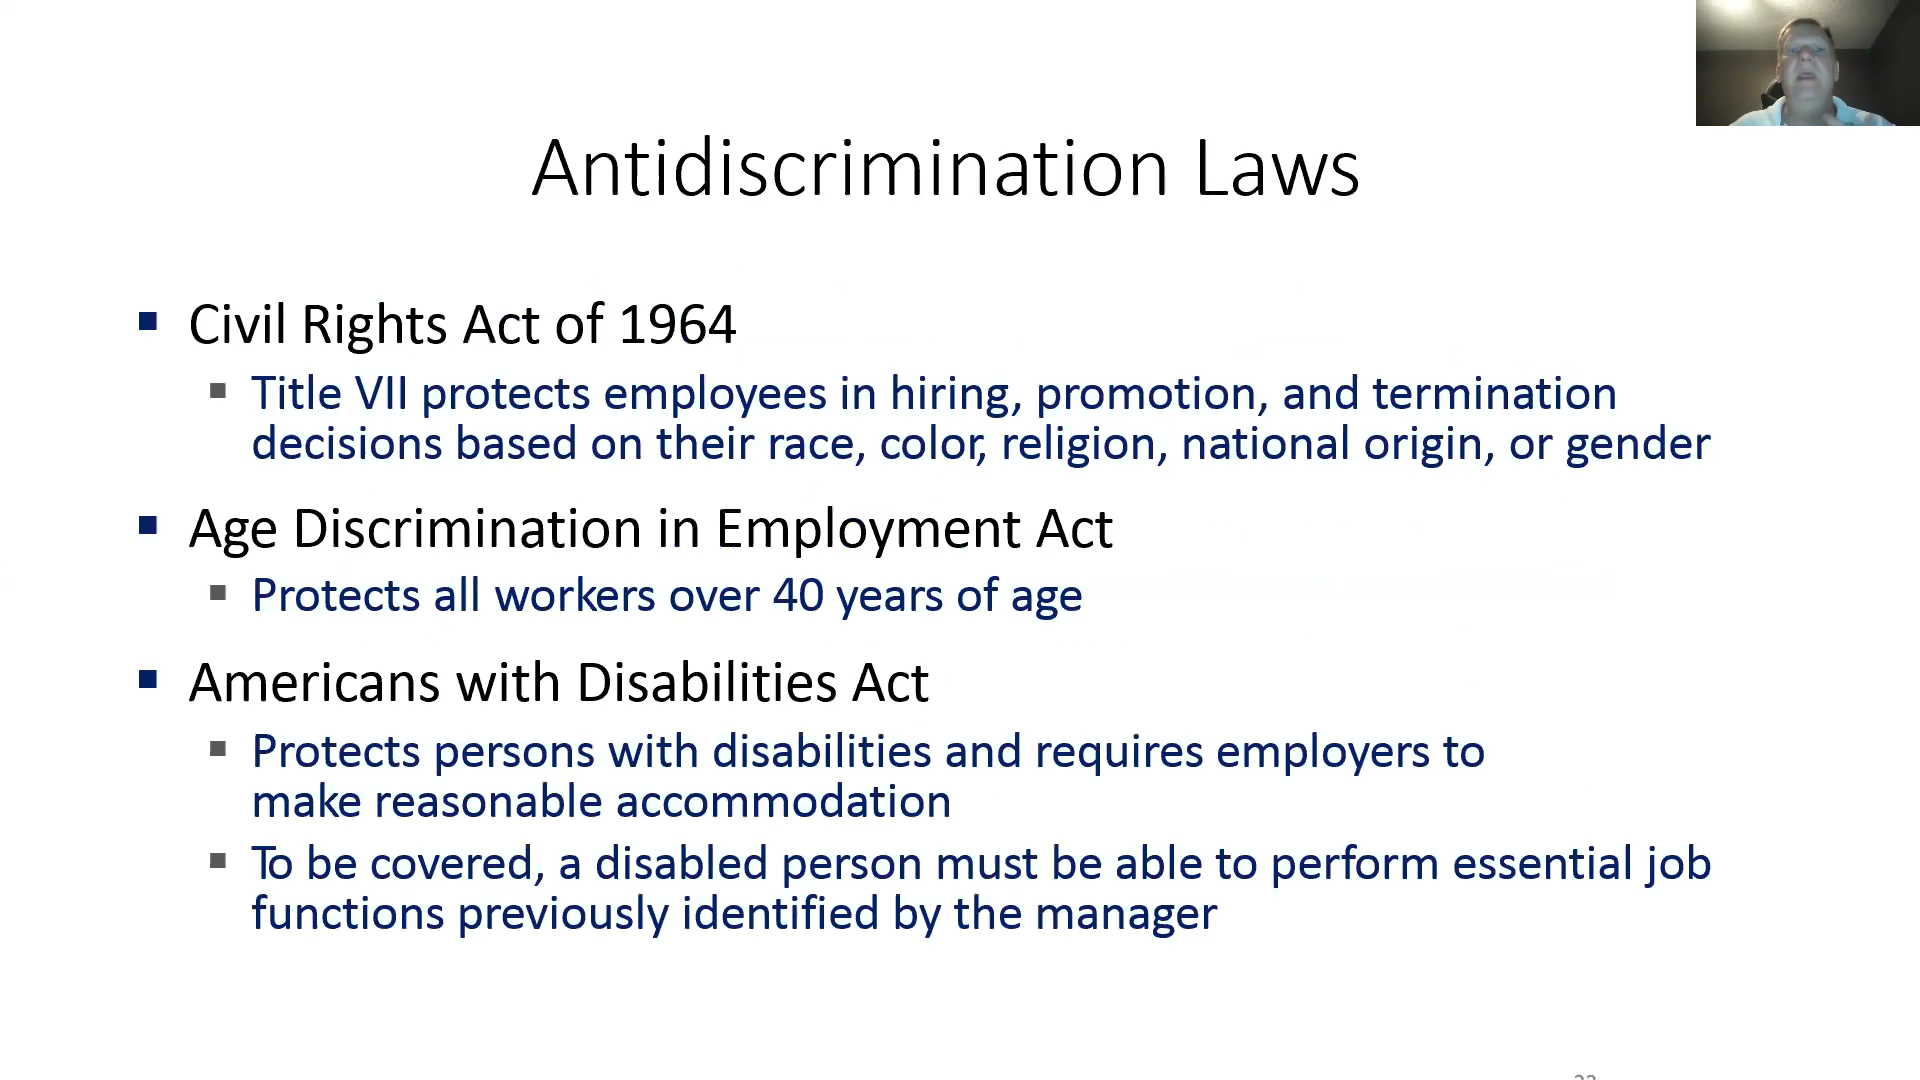 Antidiscrimination Laws
Civil Rights Act of 1964
Title VII protects employees in hiring, promotion, and termination
decisions based on their race, color, religion, national origin, or gender
Age Discrimination in Employment Act
Protects all workers over 40 years of age
Americans with Disabilities Act
Protects persons with disabilities and requires employers to
make reasonable accommodation
To be covered, a disabled person must be able to perform essential job
functions previously identified by the manager